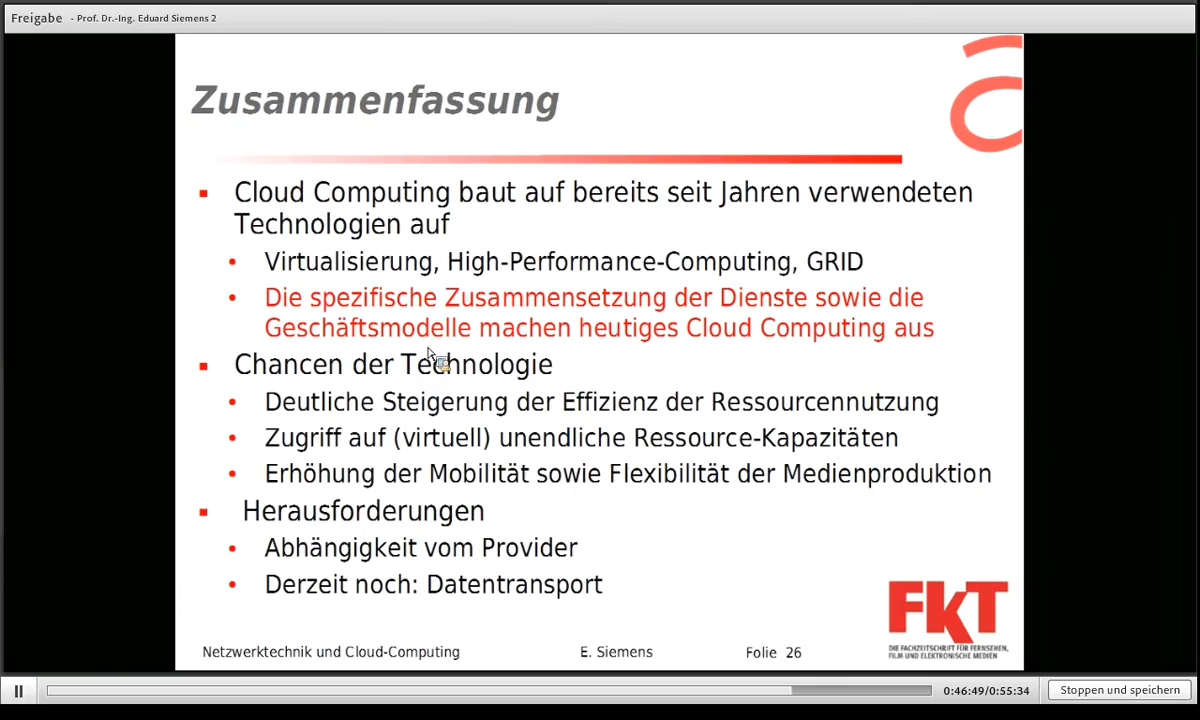 Freigabe - Prof. Dr.-Ing. Eduard Siemens 2
Zusammenfassung
Cloud Computing baut auf bereits seit Jahren verwendeten
Technologien auf
Virtualisierung, High-Performance-Computing, GRID
Die spezifische Zusammensetzung der Dienste sowie die
Geschäftsmodelle machen heutiges Cloud Computing aus
Chancen der Technologie
Deutliche Steigerung der Effizienz der Ressourcennutzung
Zugriff auf (virtuell) unendliche Ressource-Kapazitäten
Erhöhung der Mobilität sowie Flexibilität der Medienproduktion
Herausforderungen
Abhängigkeit vom Provider
Derzeit noch: Datentransport
FKT
DIE FACHZEITSCHRIFT FÜR FERNSEHEN,
FILM UND ELEKTRONISCHE MEDIEN
Netzwerktechnik und Cloud-Computing E. Siemens Folie 26
0:46:49/0:55:34 Stoppen und speichern